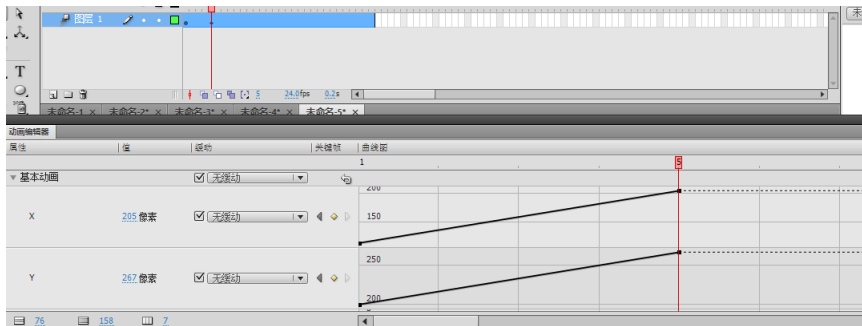 未
图层 1
T
5 24.0fps 0.2s
未命名-1 × 未命名-2* × 未命名-3* × 未命名-4* × 未命名-5* ×
动画编辑器
属性 值 缓动 关键帧 曲线图
1 5
基本动画 无缓动
200
X 205 像素 无缓动 150
250
Y 267 像素 无缓动
200
76 158 7